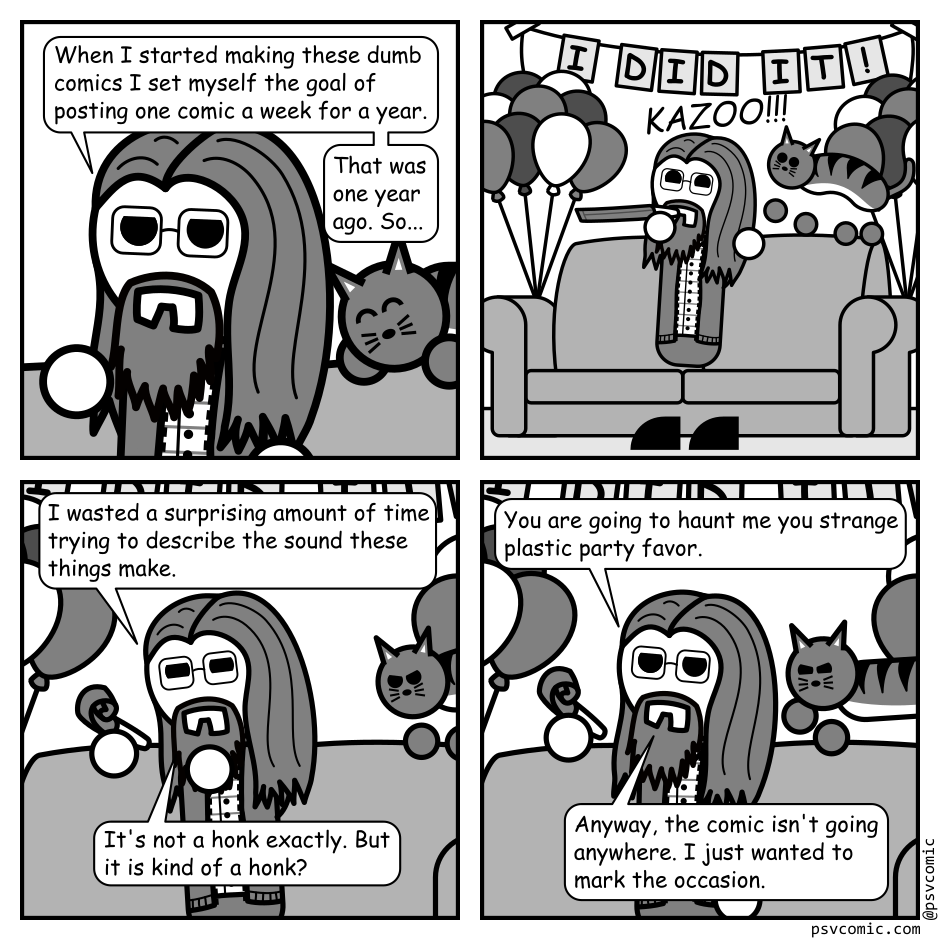 When I started making these dumb
comics I set myself the goal of
posting one comic a week for a year.
That was
one year
ago. So...
I DID IT!
KAZOO!!!
I wasted a surprising amount of time
trying to describe the sound these
things make.
It's not a honk exactly. But
it is kind of a honk?
You are going to haunt me you strange
plastic party favor.
Anyway, the comic isn't going
anywhere. I just wanted to
mark the occasion.
@psvcomic
psvcomic.com